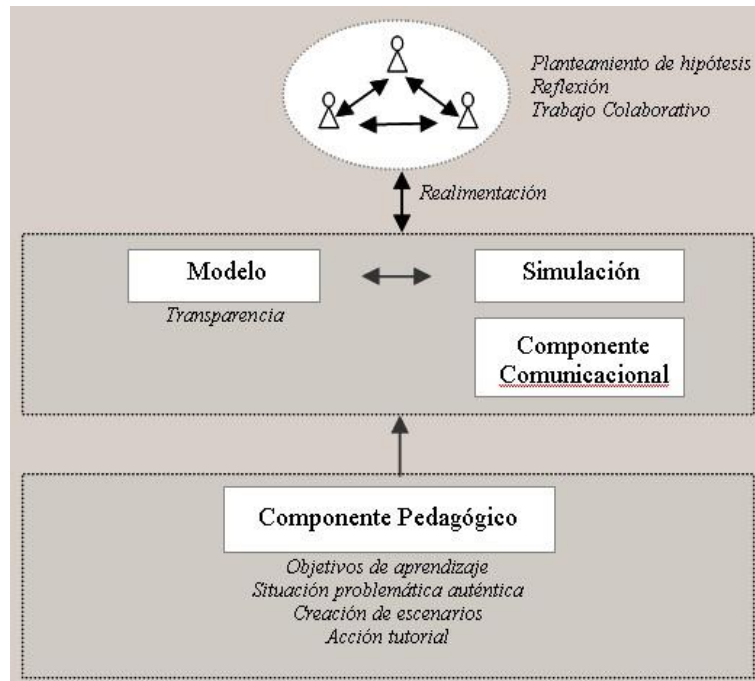 Planteamiento de hipótesis
Reflexión
Trabajo Colaborativo
Realimentación
Modelo
Transparencia
Simulación
Componente
Comunicacional
Componente Pedagógico
Objetivos de aprendizaje
Situación problemática auténtica
Creación de escenarios
Acción tutorial